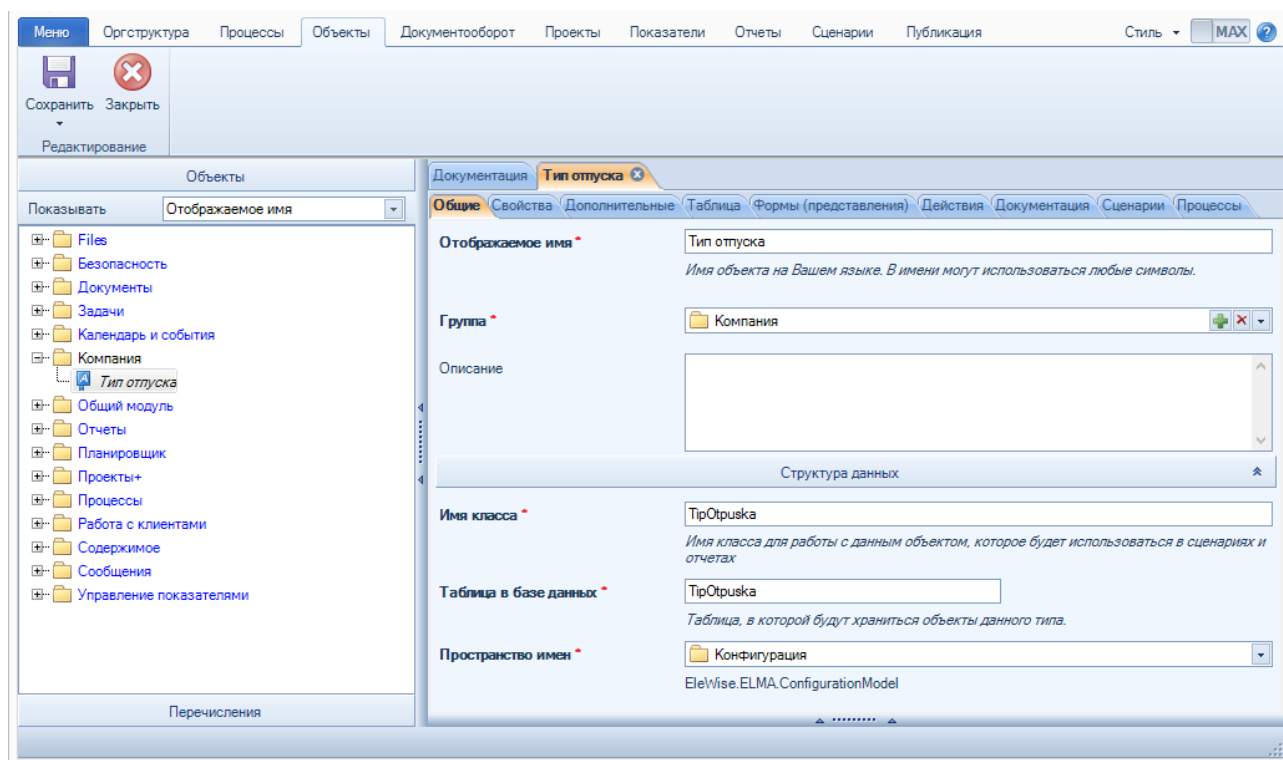 Меню Оргструктура Процессы Объекты Документооборот Проекты Показатели Отчеты Сценарии Публикация Стиль MAX ?
Сохранить Закрыть
Редактирование
Объекты
Показывать Отображаемое имя
Files
Безопасность
Документы
Задачи
Календарь и события
Компания
Тип отпуска
Общий модуль
Отчеты
Планировщик
Проекты+
Процессы
Работа с клиентами
Содержимое
Сообщения
Управление показателями
Перечисления
Документация Тип отпуска
Общие Свойства Дополнительные Таблица Формы (представления) Действия Документация Сценарии Процессы
Отображаемое имя * Тип отпуска
Имя объекта на Вашем языке. В имени могут использоваться любые символы.
Группа * Компания
Описание
Структура данных
Имя класса * TipOtpuska
Имя класса для работы с данным объектом, которое будет использоваться в сценариях и
отчетах
Таблица в базе данных * TipOtpuska
Таблица, в которой будут храниться объекты данного типа.
Пространство имен * Конфигурация
EleWise.ELMA.ConfigurationModel